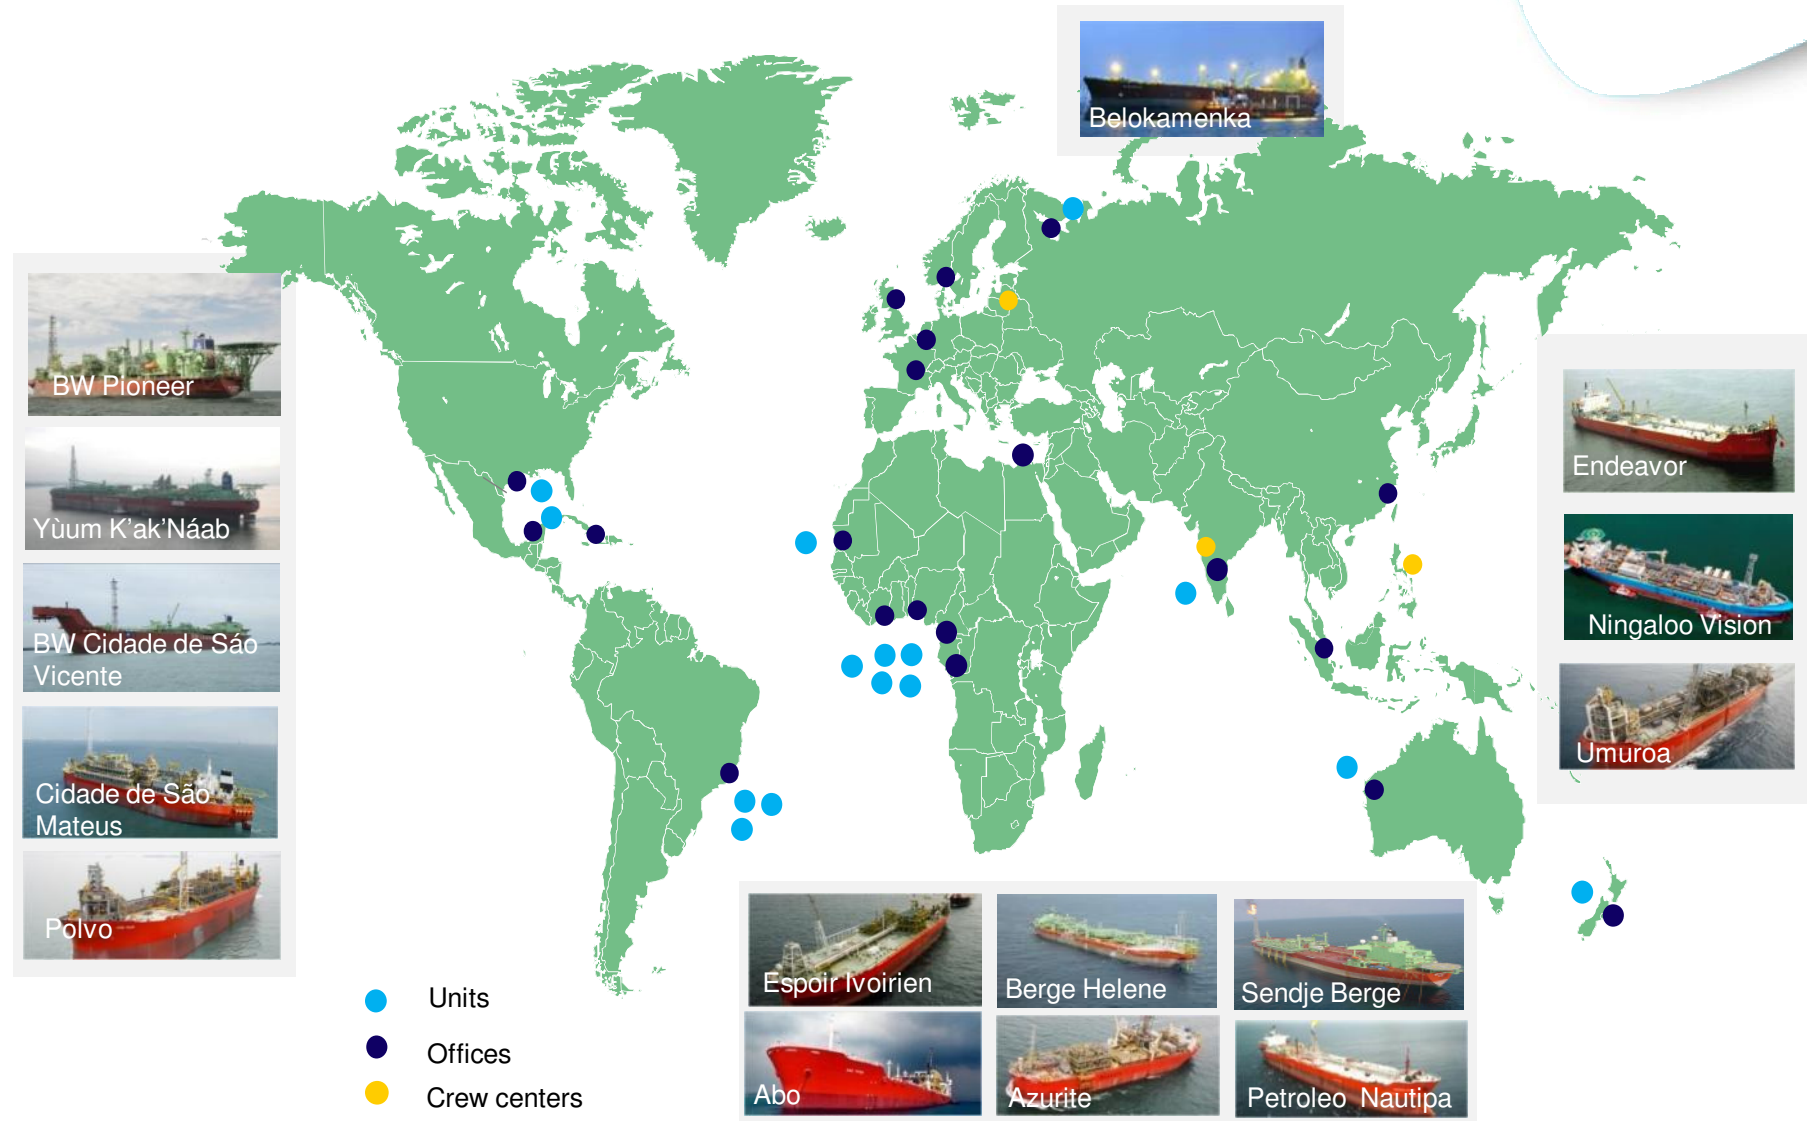 Belokamenka
BW Pioneer
Yùum K’ak’Náab
BW Cidade de Sáo
Vicente
Cidade de São
Mateus
Polvo
Endeavor
Ningaloo Vision
Umuroa
Espoir Ivoirien
Berge Helene
Sendje Berge
Abo
Azurite
Petroleo Nautipa
Units
Offices
Crew centers